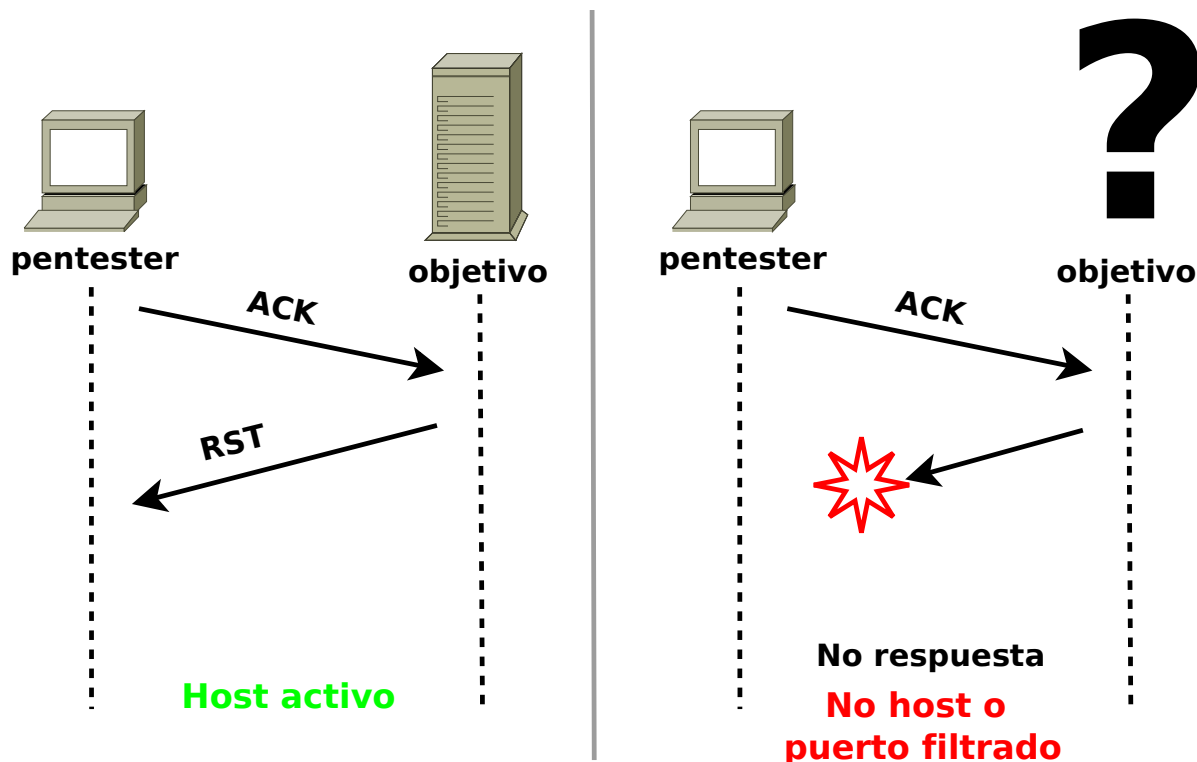 pentester
objetivo
ACK
RST
Host activo
?
pentester
objetivo
ACK
No respuesta
No host o
puerto filtrado